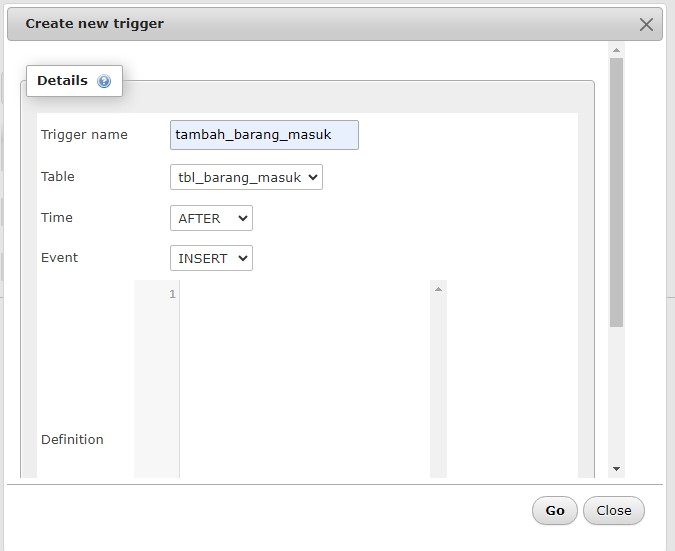 Create new trigger
Details
Trigger name tambah_barang_masuk
Table tbl_barang_masuk
Time AFTER
Event INSERT
1
Definition
Go Close